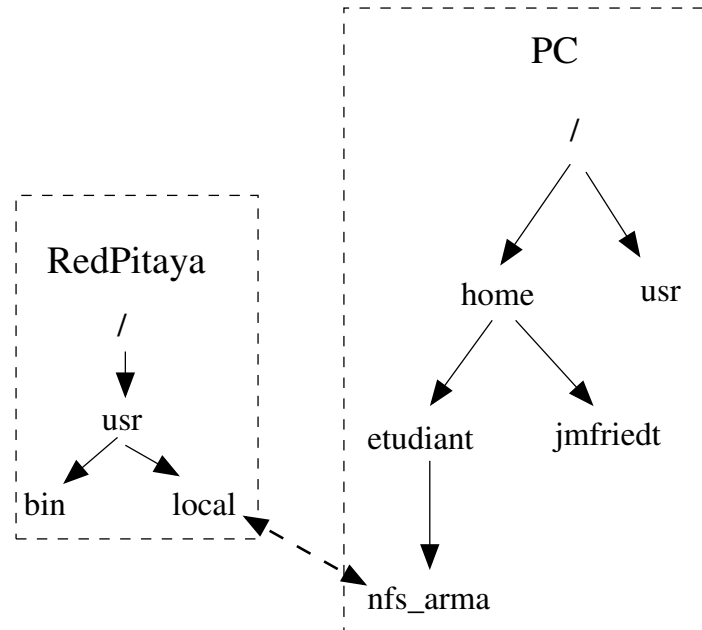 PC
/
home
usr
etudiant
jmfriedt
nfs_arma
RedPitaya
/
usr
bin
local